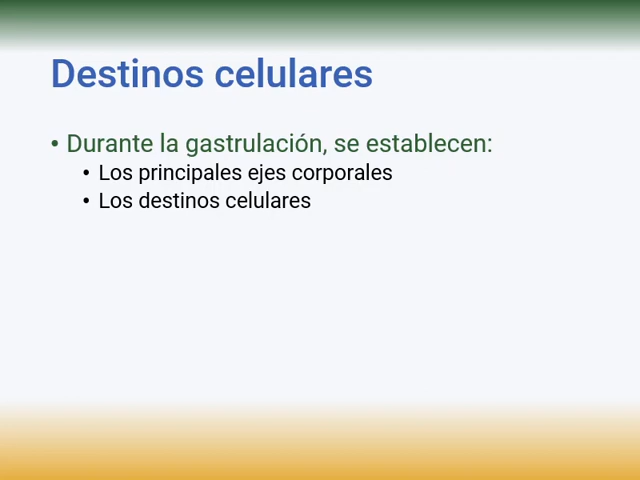 Destinos celulares
• Durante la gastrulación, se establecen:
• Los principales ejes corporales
• Los destinos celulares